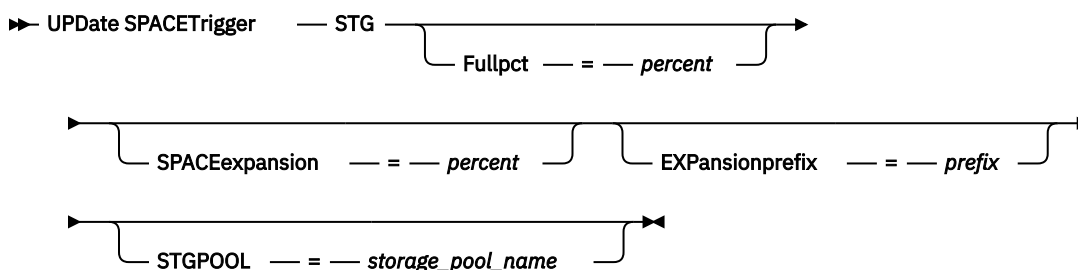 UPDate SPACETrigger — STG
Fullpct — = — percent
SPACEexpansion — = — percent EXPansionprefix — = — prefix
STGPOOL — = — storage_pool_name